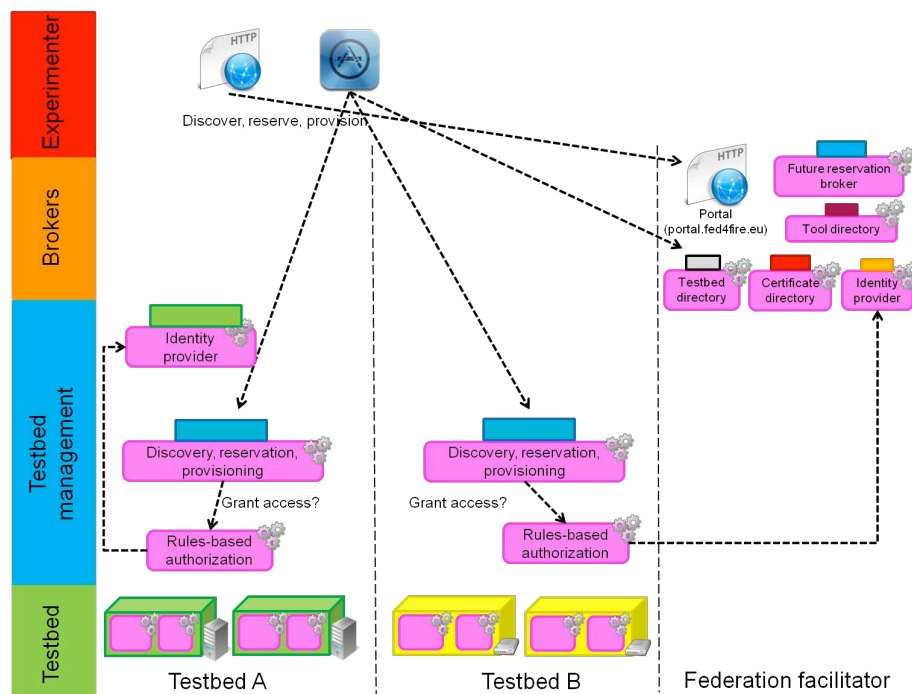 Experimenter
HTTP
Discover, reserve, provision
Brokers
HTTP
Portal
(portal.fed4fire.eu)
Future reservation
broker
Tool directory
Testbed
directory
Certificate
directory
Identity
provider
Testbed
management
Identity
provider
Discovery, reservation,
provisioning
Grant access?
Rules-based
authorization
Discovery, reservation,
provisioning
Grant access?
Rules-based
authorization
Testbed
Testbed A
Testbed B
Federation facilitator